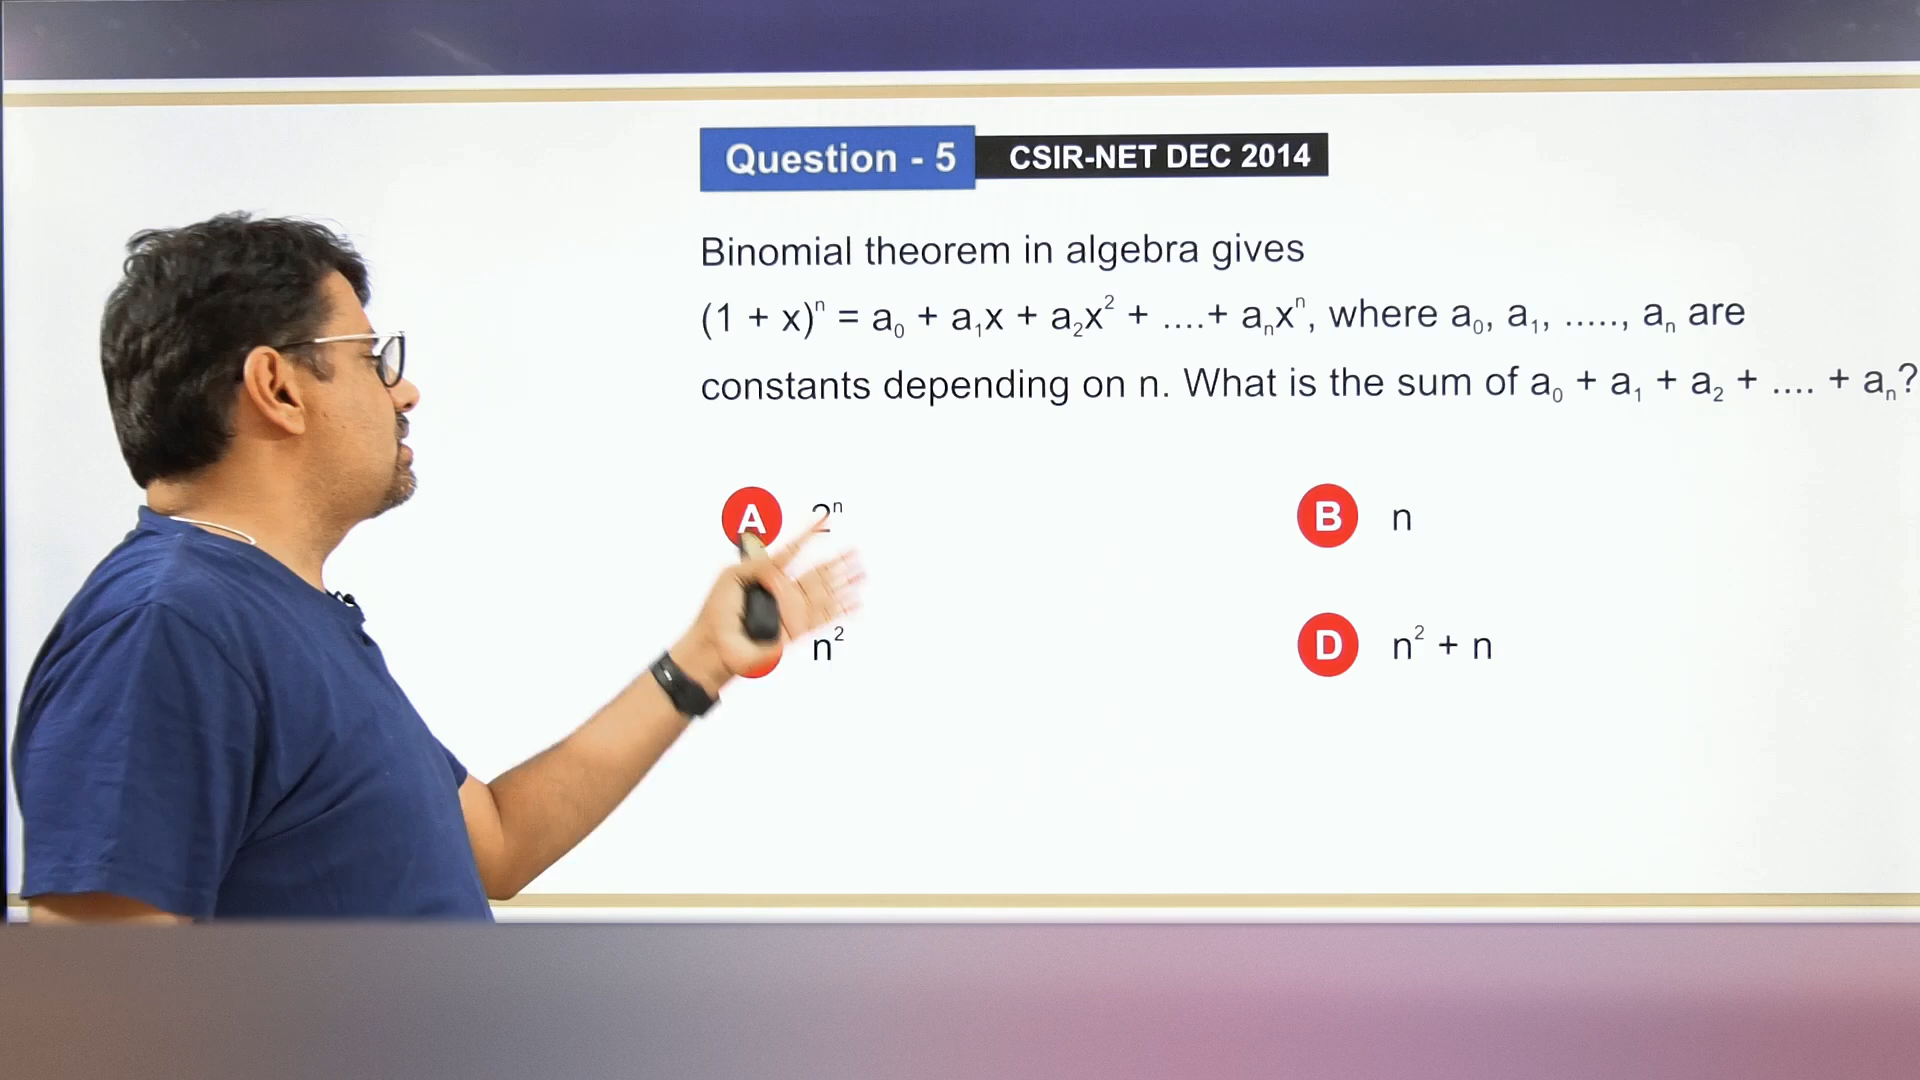 Question - 5 CSIR-NET DEC 2014
Binomial theorem in algebra gives
(1 + x)ⁿ = a₀ + a₁x + a₂x² + ....+ aₙxⁿ, where a₀, a₁, ....., aₙ are
constants depending on n. What is the sum of a₀ + a₁ + a₂ + .... + aₙ?
A 2ⁿ B n
n² D n² + n